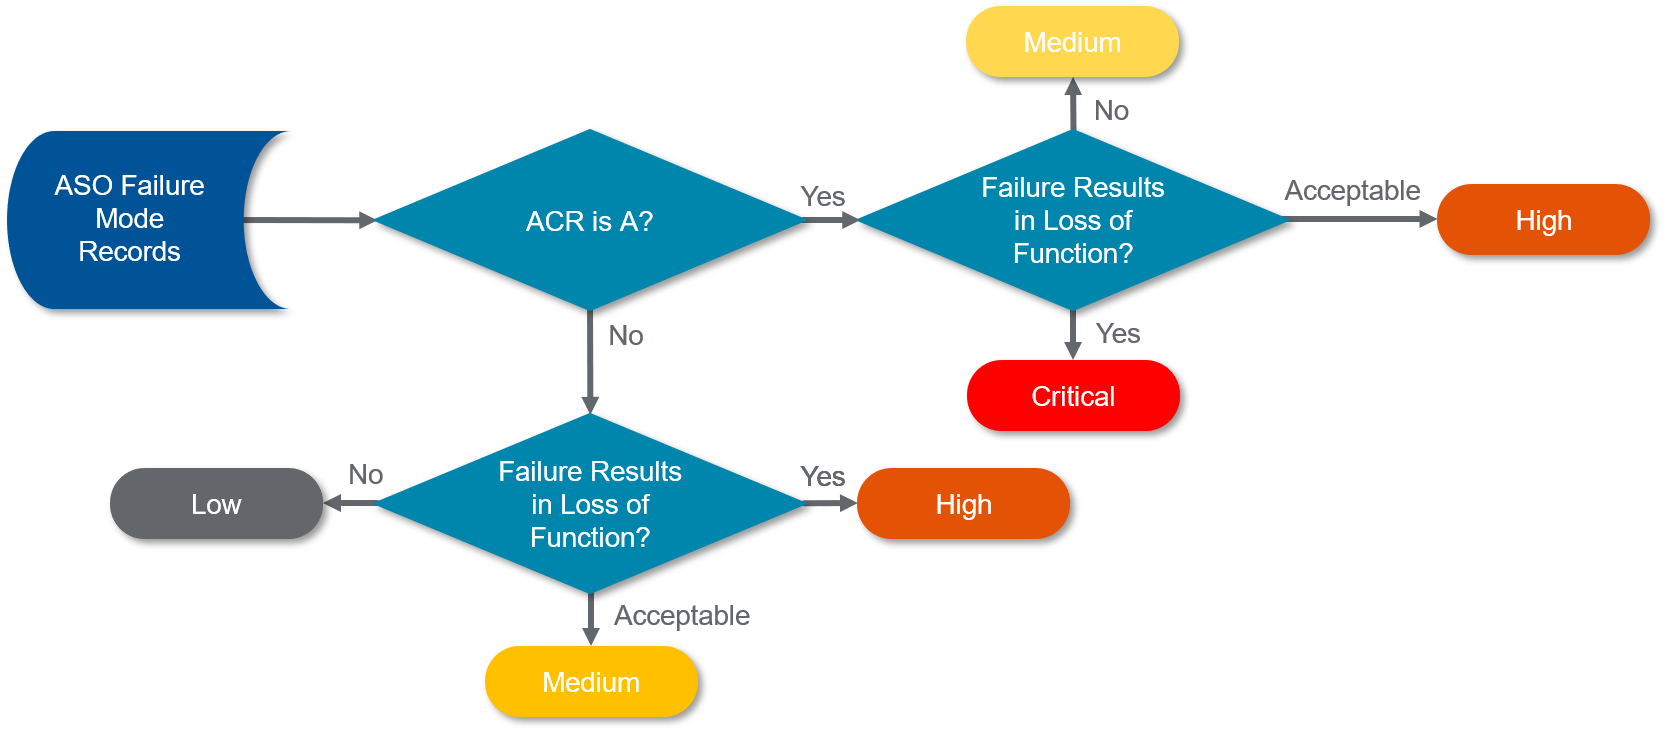 Medium
No
ASO Failure
Mode
Records
ACR is A?
Yes
Failure Results
in Loss of
Function?
Acceptable
High
No
Yes
Critical
No
Low
Failure Results
in Loss of
Function?
Yes
High
Acceptable
Medium